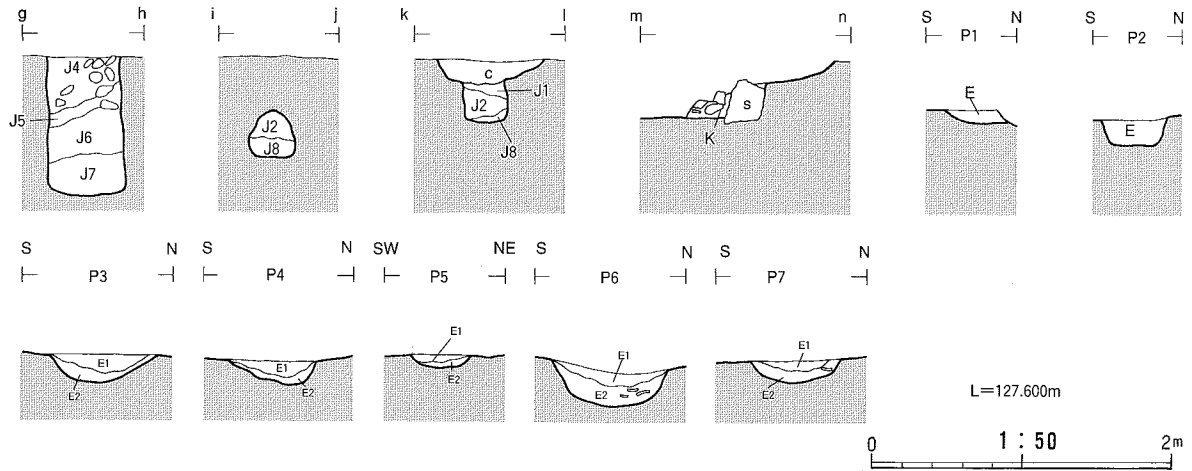 g h i j k l m n S P1 N S P2 N
J4 J5 J6 J7
J2 J8
c J1 J2 J8
s K
E
E
S P3 N S P4 N SW P5 NE S P6 N S P7 N
E1 E2
E1 E2
E1 E2
E1 E2
E1 E2
L=127.600m
0 1:50 2m